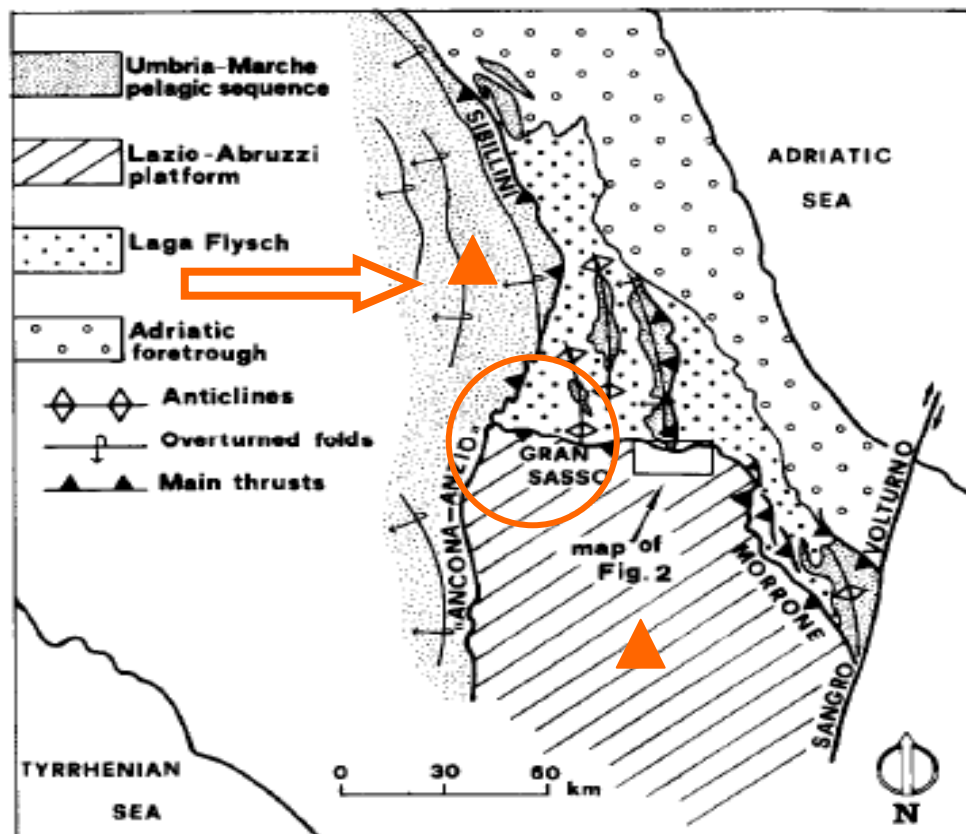 Umbria-Marche
pelagic sequence
Lazio-Abruzzi
platform
Laga Flysch
Adriatic
foretrough
Anticlines
Overturned folds
Main thrusts
SIBILLINI
ADRIATIC
SEA
GRAN
SASSO
"ANCONA-ANZIO"
map of
Fig. 2
MORRONE
VOLTURNO
SANGRO
TYRRHENIAN
SEA
0 30 60
km
N